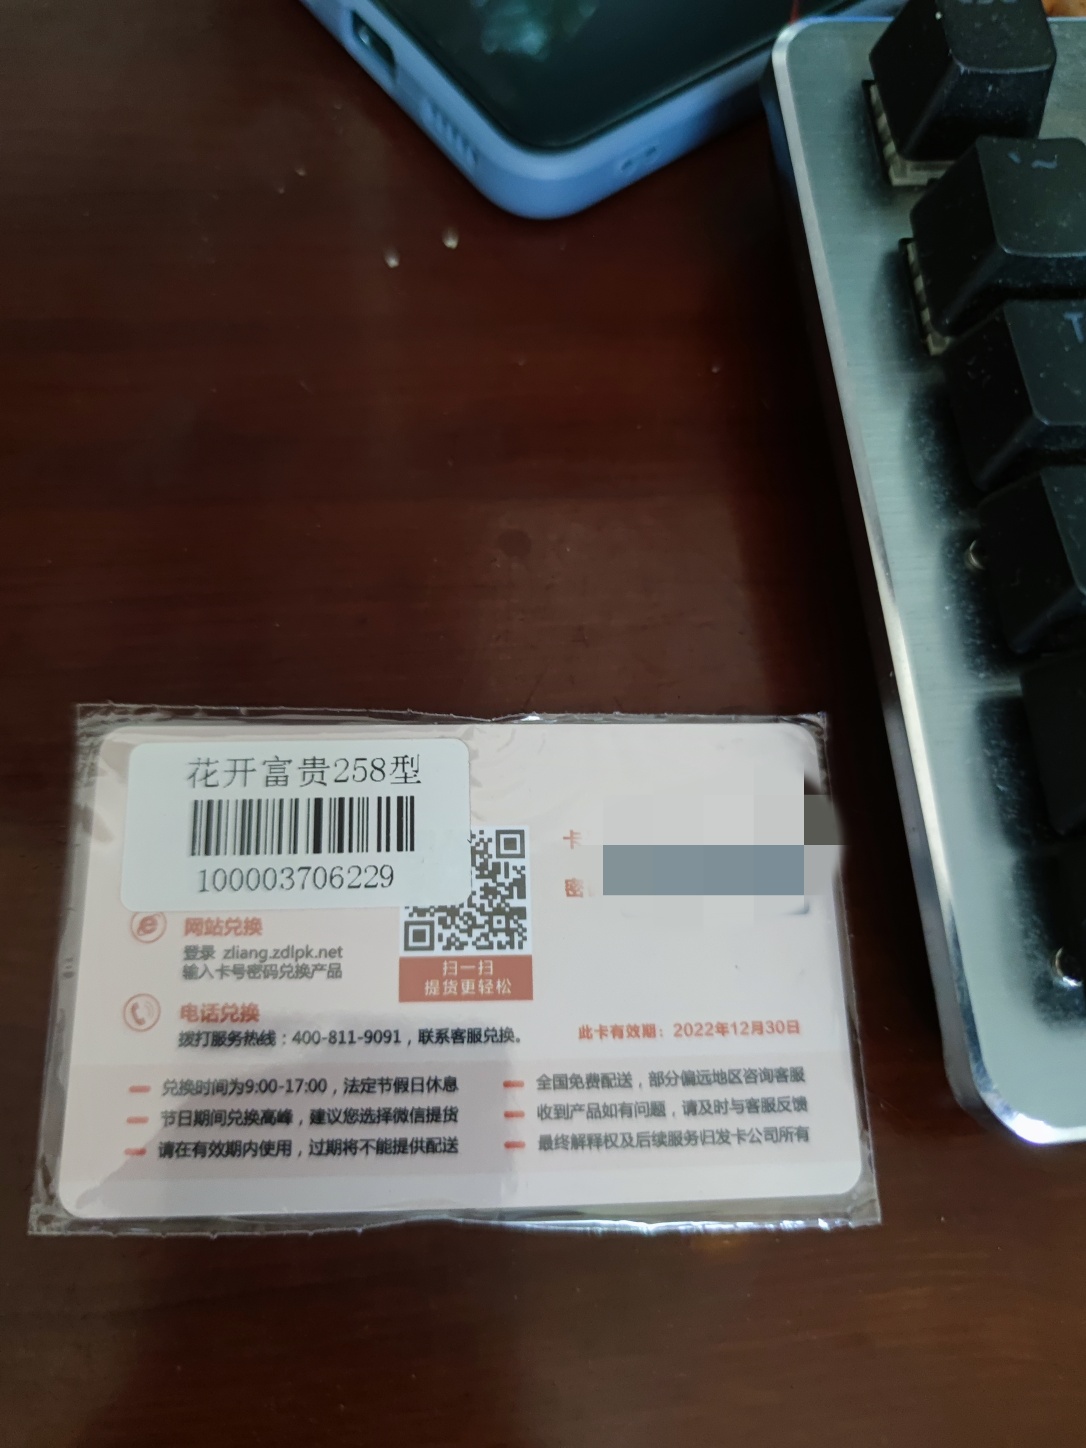 花开富贵258型
100003706229
卡
密
网站兑换
登录 zliang.zdlpk.net
输入卡号密码兑换产品
扫一扫
提货更轻松
电话兑换
拨打服务热线：400-811-9091，联系客服兑换。
此卡有效期：2022年12月30日
兑换时间为9:00-17:00，法定节假日休息
节日期间兑换高峰，建议您选择微信提货
请在有效期内使用，过期将不能提供配送
全国免费配送，部分偏远地区咨询客服
收到产品如有问题，请及时与客服反馈
最终解释权及后续服务归发卡公司所有